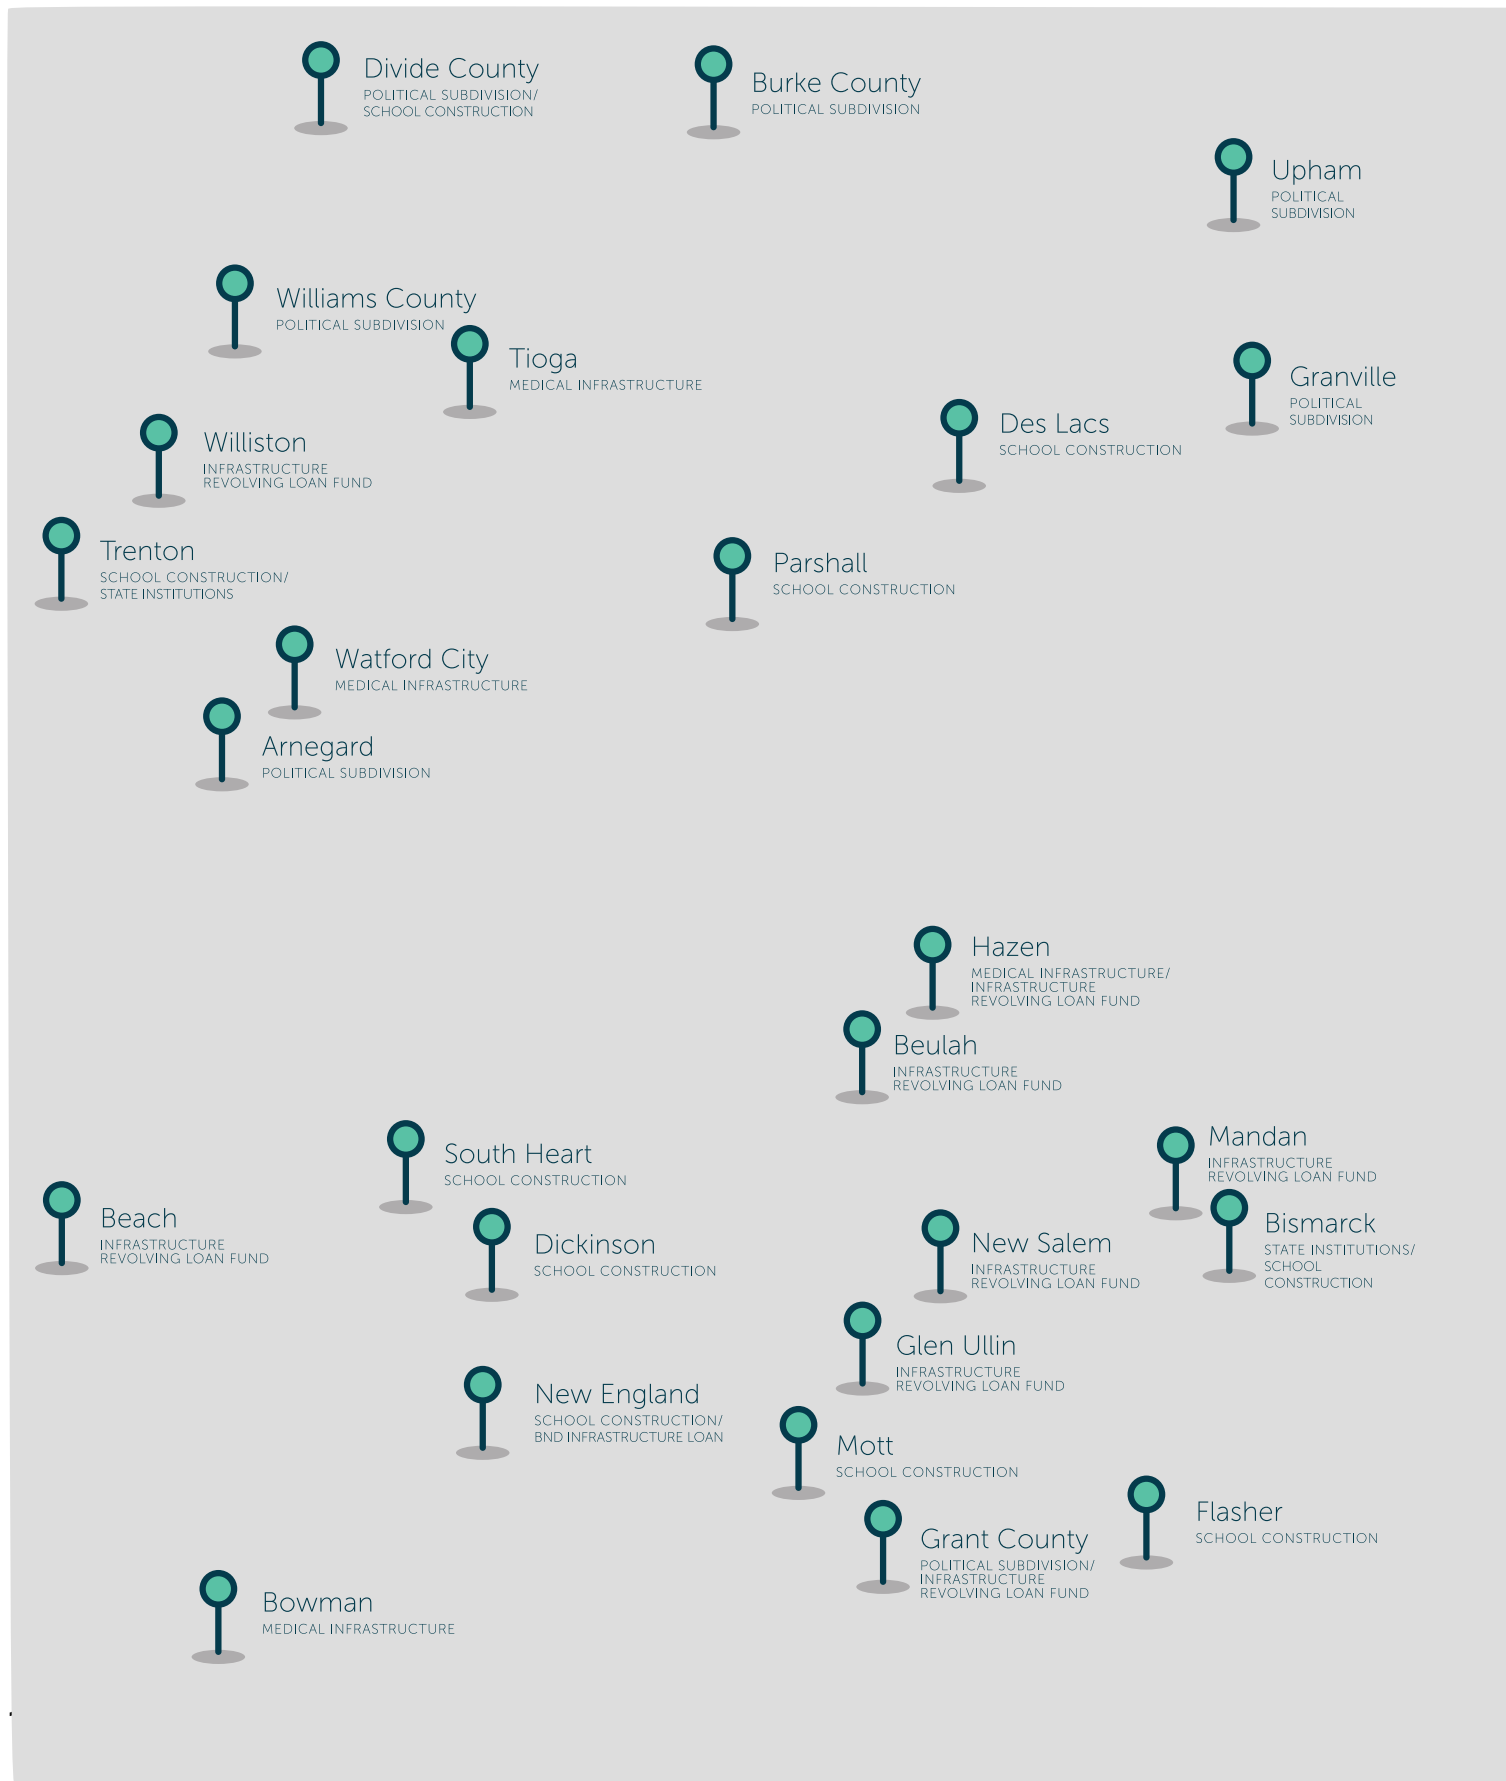 Divide County
POLITICAL SUBDIVISION/
SCHOOL CONSTRUCTION
Burke County
POLITICAL SUBDIVISION
Upham
POLITICAL
SUBDIVISION
Williams County
POLITICAL SUBDIVISION
Tioga
MEDICAL INFRASTRUCTURE
Granville
POLITICAL
SUBDIVISION
Des Lacs
SCHOOL CONSTRUCTION
Williston
INFRASTRUCTURE
REVOLVING LOAN FUND
Trenton
SCHOOL CONSTRUCTION/
STATE INSTITUTIONS
Parshall
SCHOOL CONSTRUCTION
Watford City
MEDICAL INFRASTRUCTURE
Arnegard
POLITICAL SUBDIVISION
Hazen
MEDICAL INFRASTRUCTURE/
INFRASTRUCTURE
REVOLVING LOAN FUND
Beulah
INFRASTRUCTURE
REVOLVING LOAN FUND
Mandan
INFRASTRUCTURE
REVOLVING LOAN FUND
South Heart
SCHOOL CONSTRUCTION
Beach
INFRASTRUCTURE
REVOLVING LOAN FUND
Bismarck
STATE INSTITUTIONS/
SCHOOL
CONSTRUCTION
Dickinson
SCHOOL CONSTRUCTION
New Salem
INFRASTRUCTURE
REVOLVING LOAN FUND
Glen Ullin
INFRASTRUCTURE
REVOLVING LOAN FUND
New England
SCHOOL CONSTRUCTION/
BND INFRASTRUCTURE LOAN
Mott
SCHOOL CONSTRUCTION
Flasher
SCHOOL CONSTRUCTION
Grant County
POLITICAL SUBDIVISION/
INFRASTRUCTURE
REVOLVING LOAN FUND
Bowman
MEDICAL INFRASTRUCTURE